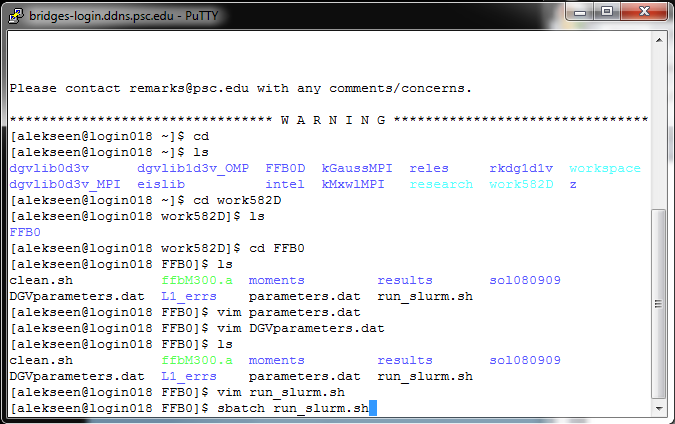 bridges-login.ddns.psc.edu - PuTTY
Please contact remarks@psc.edu with any comments/concerns.
********************************* W A R N I N G ********************************
[alekseen@login018 ~]$ cd
[alekseen@login018 ~]$ ls
dgvlib0d3v      dgvlib1d3v_OMP  FFB0D  kGaussMPI  reles     rkdg1d1v  workspace
dgvlib0d3v_MPI  eislib          intel  kMxwlMPI   research  work582D  z
[alekseen@login018 ~]$ cd work582D
[alekseen@login018 work582D]$ ls
FFB0
[alekseen@login018 work582D]$ cd FFB0
[alekseen@login018 FFB0]$ ls
clean.sh           ffbM300.a  moments         results       sol080909
DGVparameters.dat  L1_errs    parameters.dat  run_slurm.sh
[alekseen@login018 FFB0]$ vim parameters.dat
[alekseen@login018 FFB0]$ vim DGVparameters.dat
[alekseen@login018 FFB0]$ ls
clean.sh           ffbM300.a  moments         results       sol080909
DGVparameters.dat  L1_errs    parameters.dat  run_slurm.sh
[alekseen@login018 FFB0]$ vim run_slurm.sh
[alekseen@login018 FFB0]$ sbatch run_slurm.sh